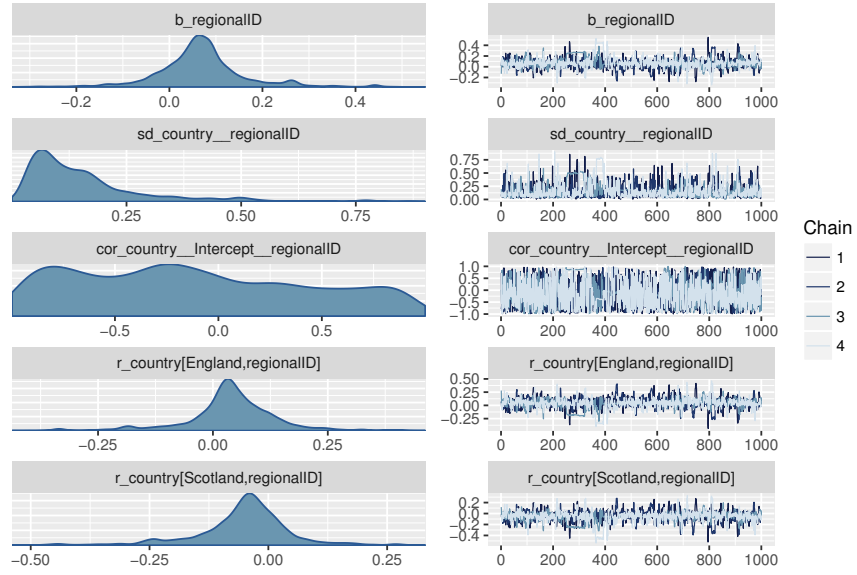 b_regionalID
−0.2 0.0 0.2 0.4
b_regionalID
0.4
0.2
0.0
−0.2
0 200 400 600 800 1000
sd_country__regionalID
0.25 0.50 0.75
sd_country__regionalID
0.75
0.50
0.25
0.00
0 200 400 600 800 1000
cor_country__Intercept__regionalID
−0.5 0.0 0.5
cor_country__Intercept__regionalID
1.0
0.5
0.0
−0.5
−1.0
0 200 400 600 800 1000
r_country[England,regionalID]
−0.25 0.00 0.25
r_country[England,regionalID]
0.50
0.25
0.00
−0.25
0 200 400 600 800 1000
r_country[Scotland,regionalID]
−0.50 −0.25 0.00 0.25
r_country[Scotland,regionalID]
0.2
0.0
−0.2
−0.4
0 200 400 600 800 1000
Chain
1
2
3
4